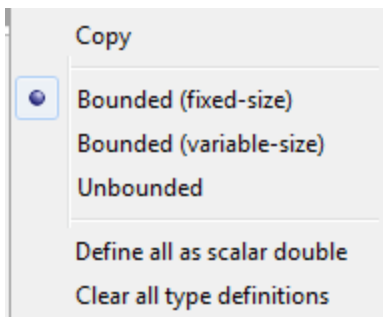 Copy
Bounded (fixed-size)
Bounded (variable-size)
Unbounded
Define all as scalar double
Clear all type definitions